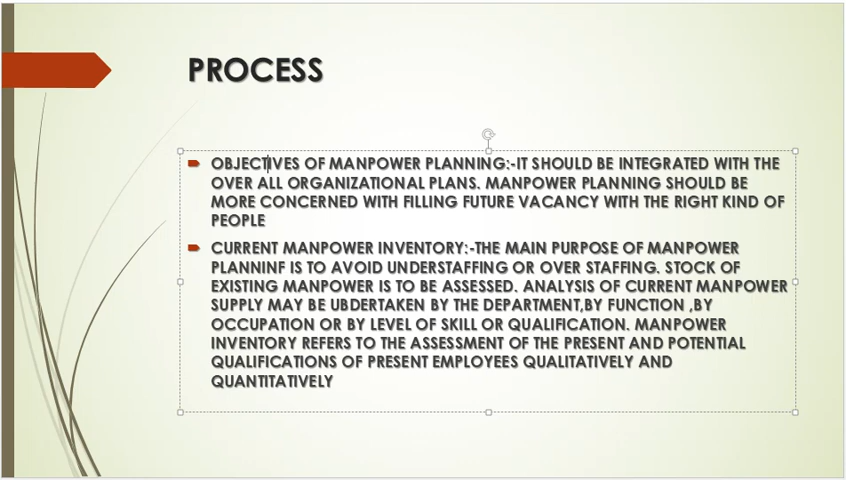 PROCESS
OBJECTIVES OF MANPOWER PLANNING:-IT SHOULD BE INTEGRATED WITH THE
OVER ALL ORGANIZATIONAL PLANS. MANPOWER PLANNING SHOULD BE
MORE CONCERNED WITH FILLING FUTURE VACANCY WITH THE RIGHT KIND OF
PEOPLE
CURRENT MANPOWER INVENTORY:-THE MAIN PURPOSE OF MANPOWER
PLANNINF IS TO AVOID UNDERSTAFFING OR OVER STAFFING. STOCK OF
EXISTING MANPOWER IS TO BE ASSESSED. ANALYSIS OF CURRENT MANPOWER
SUPPLY MAY BE UBDERTAKEN BY THE DEPARTMENT,BY FUNCTION ,BY
OCCUPATION OR BY LEVEL OF SKILL OR QUALIFICATION. MANPOWER
INVENTORY REFERS TO THE ASSESSMENT OF THE PRESENT AND POTENTIAL
QUALIFICATIONS OF PRESENT EMPLOYEES QUALITATIVELY AND
QUANTITATIVELY